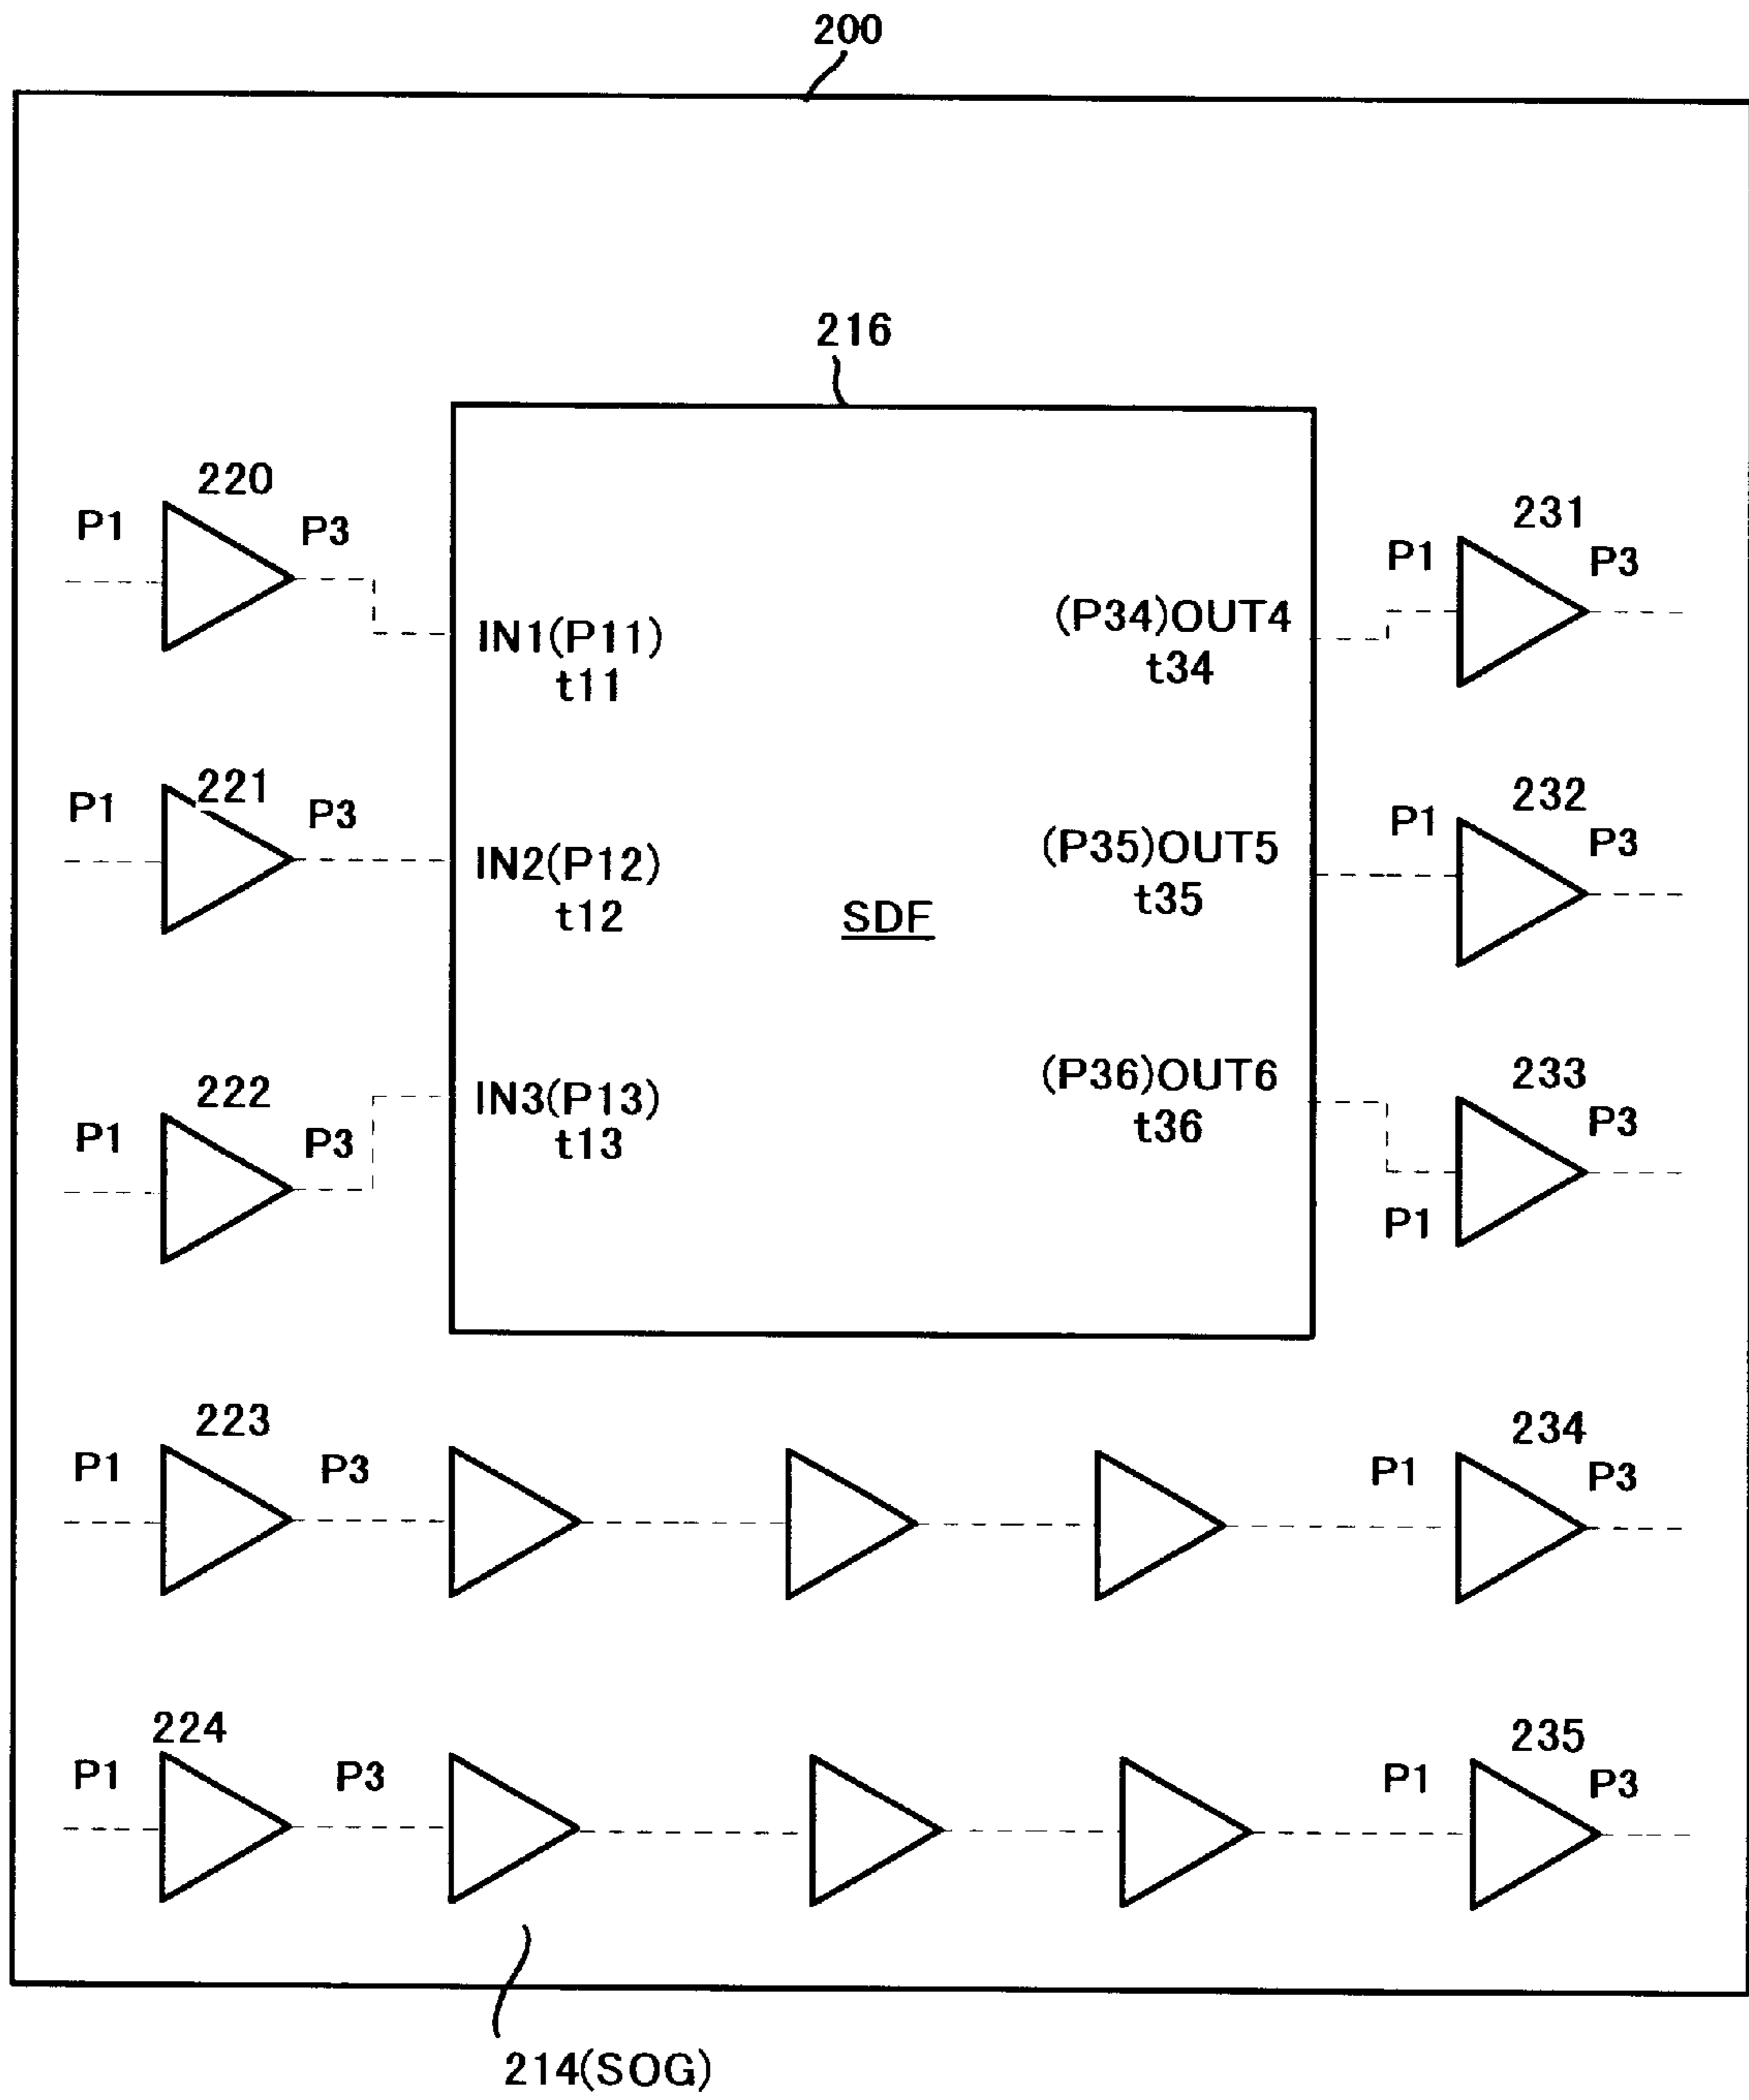 200
216
220
P1
P3
IN1(P11)
t11
(P34)OUT4
t34
231
P1
P3
221
P1
P3
IN2(P12)
t12
SDF
(P35)OUT5
t35
232
P1
P3
222
P1
P3
IN3(P13)
t13
(P36)OUT6
t36
233
P3
P1
223
P1
P3
234
P1
P3
224
P1
P3
235
P1
P3
214(SOG)